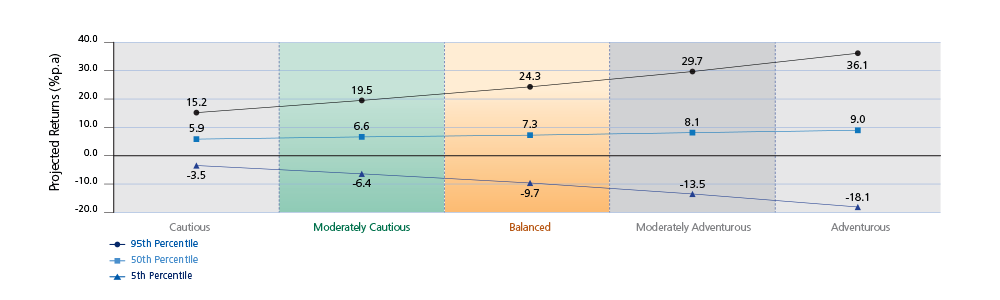 Projected Returns (%p.a)
40.0
30.0
20.0
10.0
0.0
-10.0
-20.0
15.2
19.5
24.3
29.7
36.1
5.9
6.6
7.3
8.1
9.0
-3.5
-6.4
-9.7
-13.5
-18.1
Cautious
Moderately Cautious
Balanced
Moderately Adventurous
Adventurous
95th Percentile
50th Percentile
5th Percentile